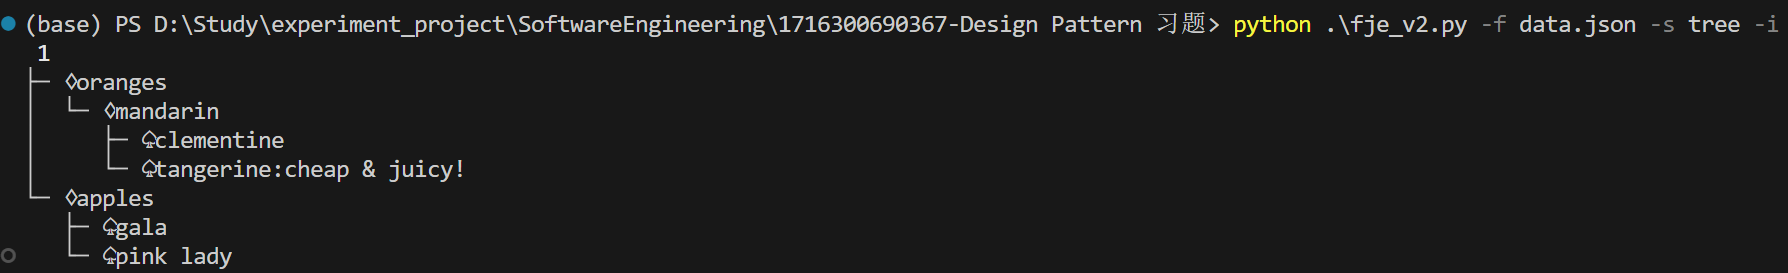 (base) PS D:\Study\experiment_project\SoftwareEngineering\1716300690367-Design Pattern 习题> python .\fje_v2.py -f data.json -s tree -i
1
├─ ♢oranges
│  └─ ♢mandarin
│     ├─ ♤clementine
│     └─ ♤tangerine:cheap & juicy!
└─ ♢apples
   ├─ ♤gala
   └─ ♤pink lady